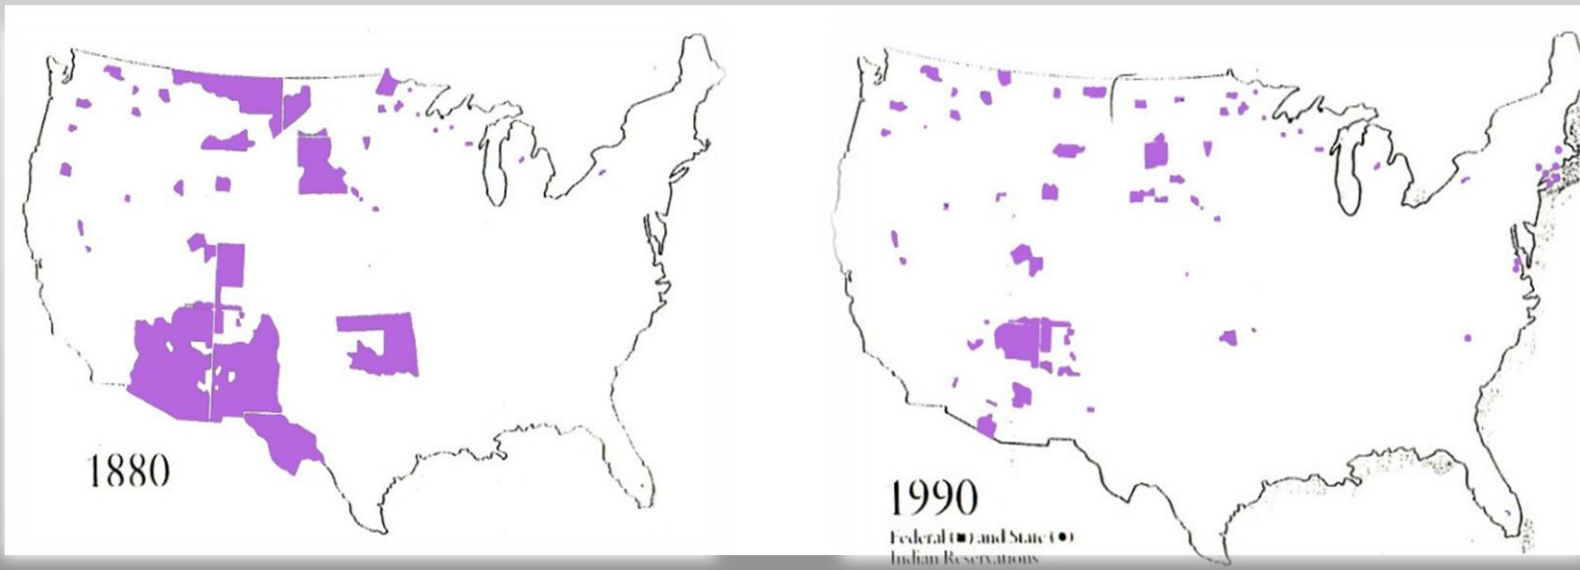 1880
1990
Federal (■) and State (●)
Indian Reservations